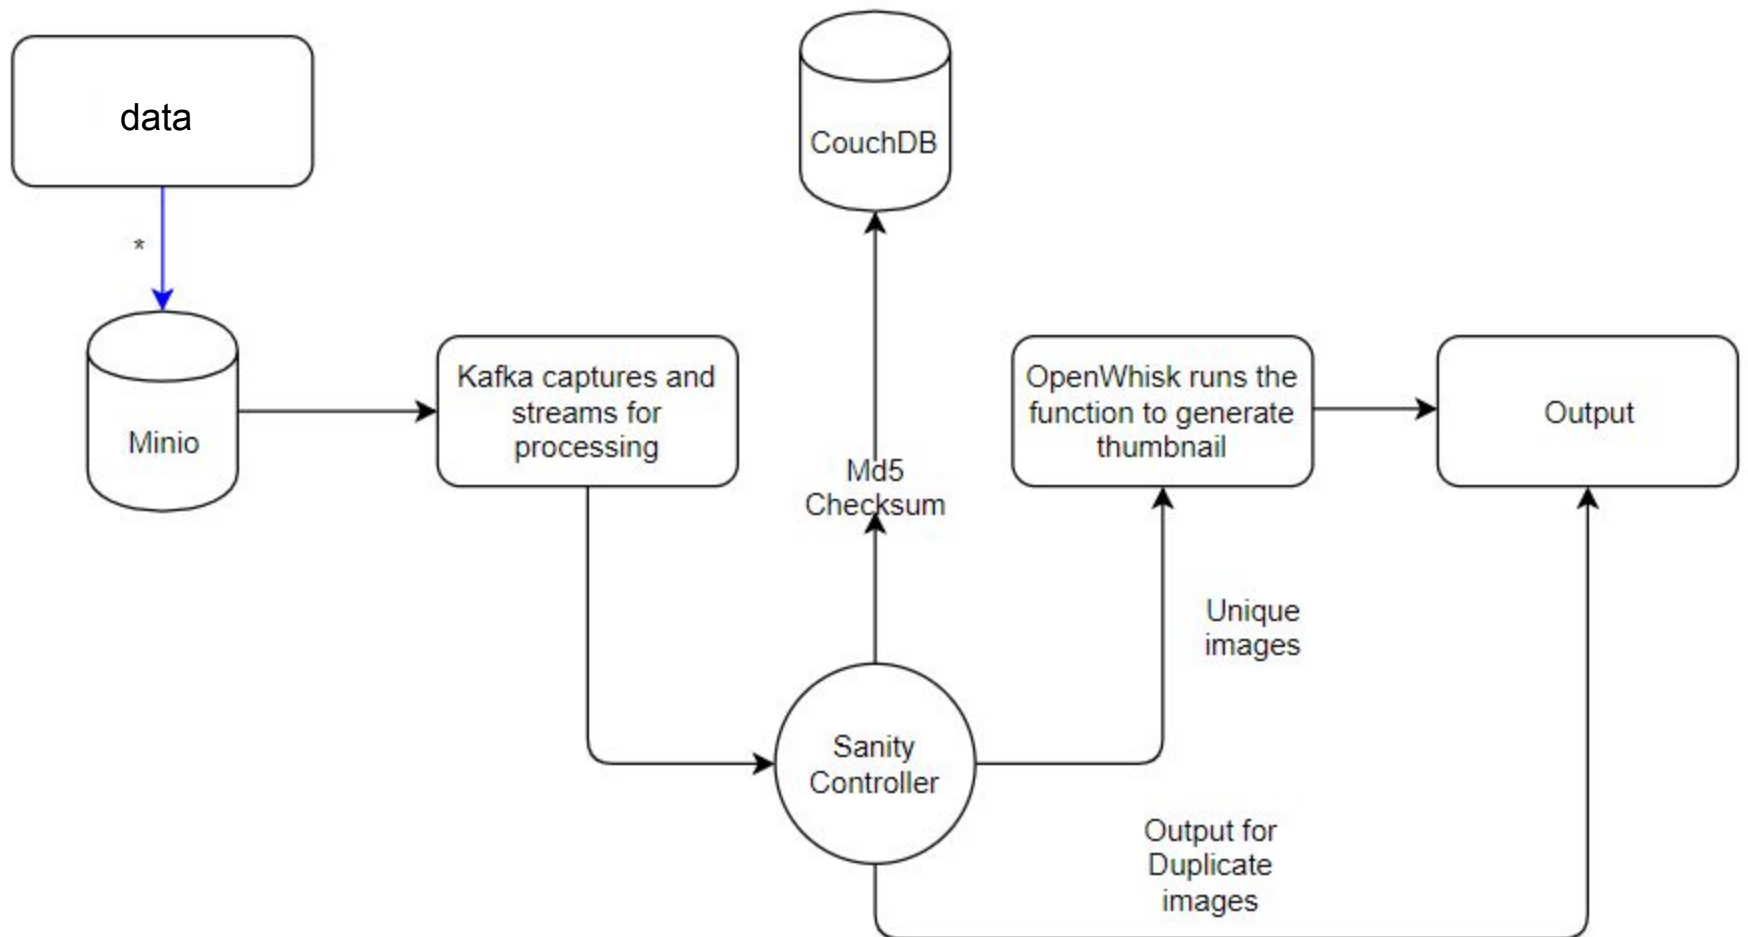 data
*
CouchDB
Minio
Kafka captures and
streams for
processing
Md5
Checksum
OpenWhisk runs the
function to generate
thumbnail
Output
Unique
images
Sanity
Controller
Output for
Duplicate
images